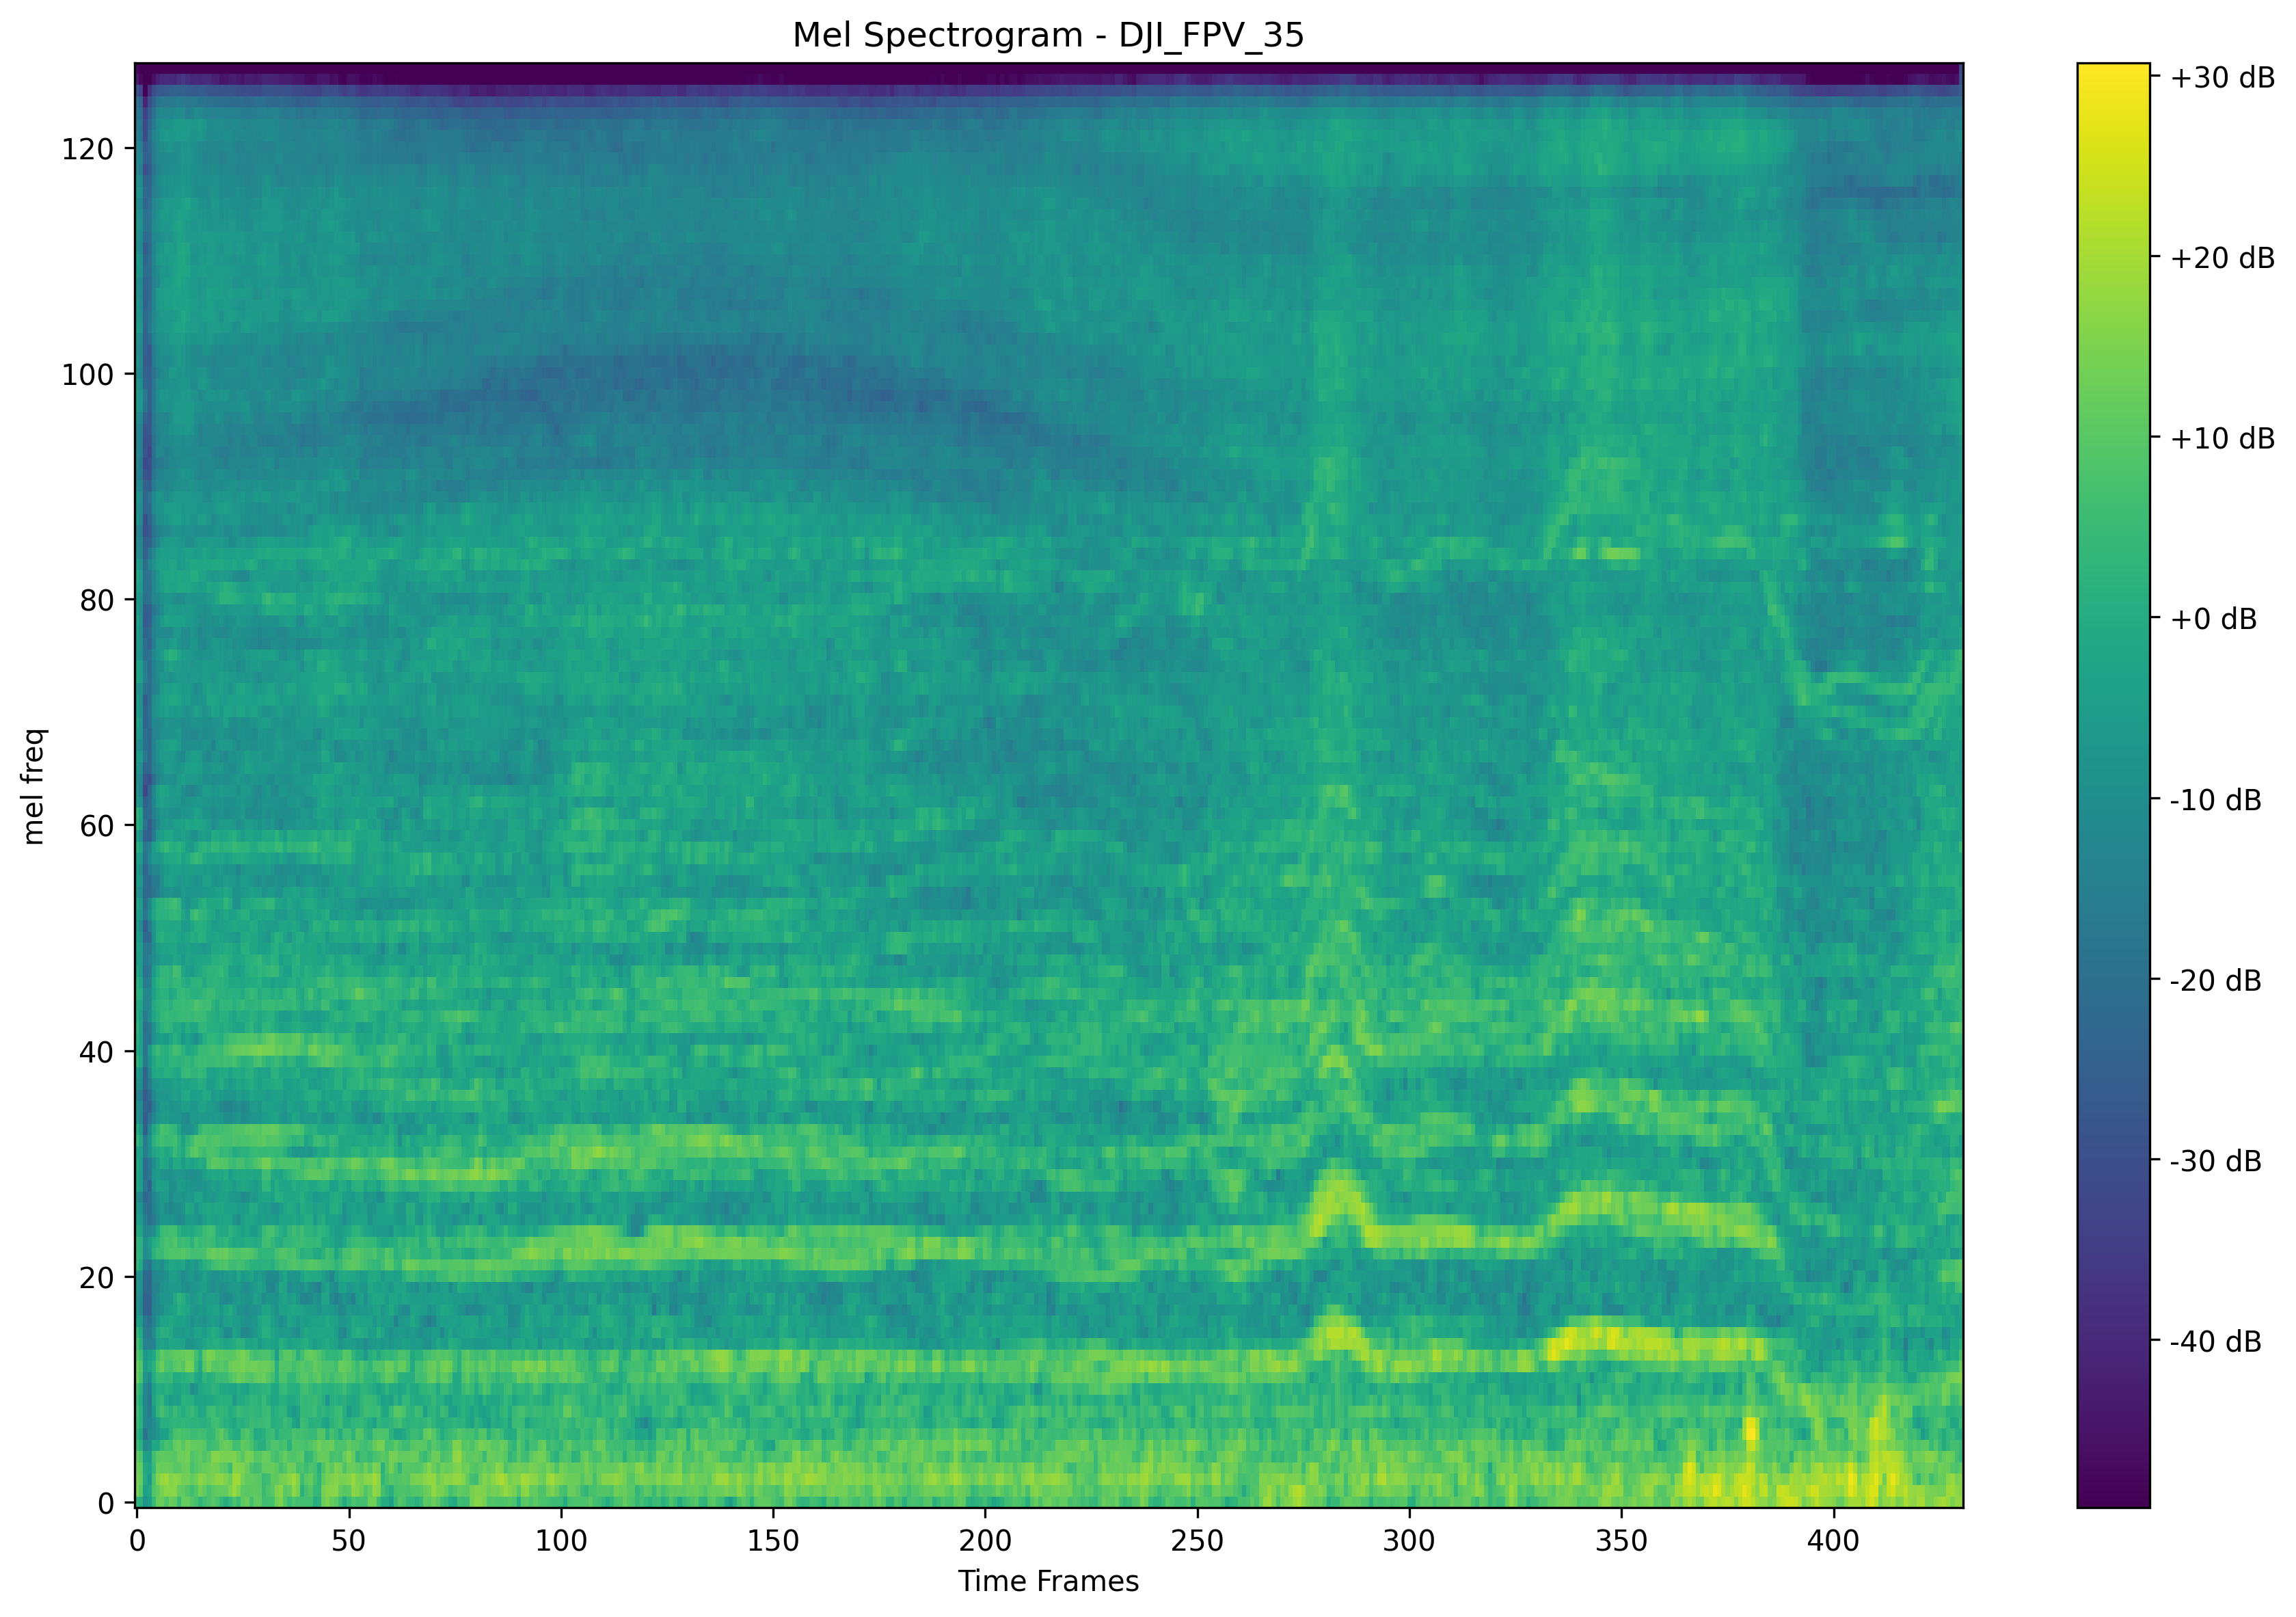 Mel Spectrogram - DJI_FPV_35
mel freq
120
100
80
60
40
20
0
0 50 100 150 200 250 300 350 400
Time Frames
+30 dB
+20 dB
+10 dB
+0 dB
-10 dB
-20 dB
-30 dB
-40 dB